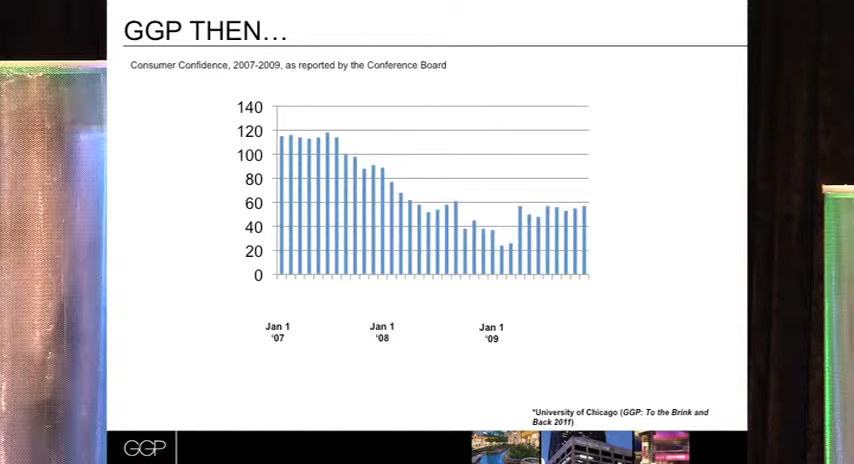 GGP THEN…
Consumer Confidence, 2007-2009, as reported by the Conference Board
140
120
100
80
60
40
20
0
Jan 1
‘07
Jan 1
‘08
Jan 1
‘09
*University of Chicago (GGP: To the Brink and
Back 2011)
GGP